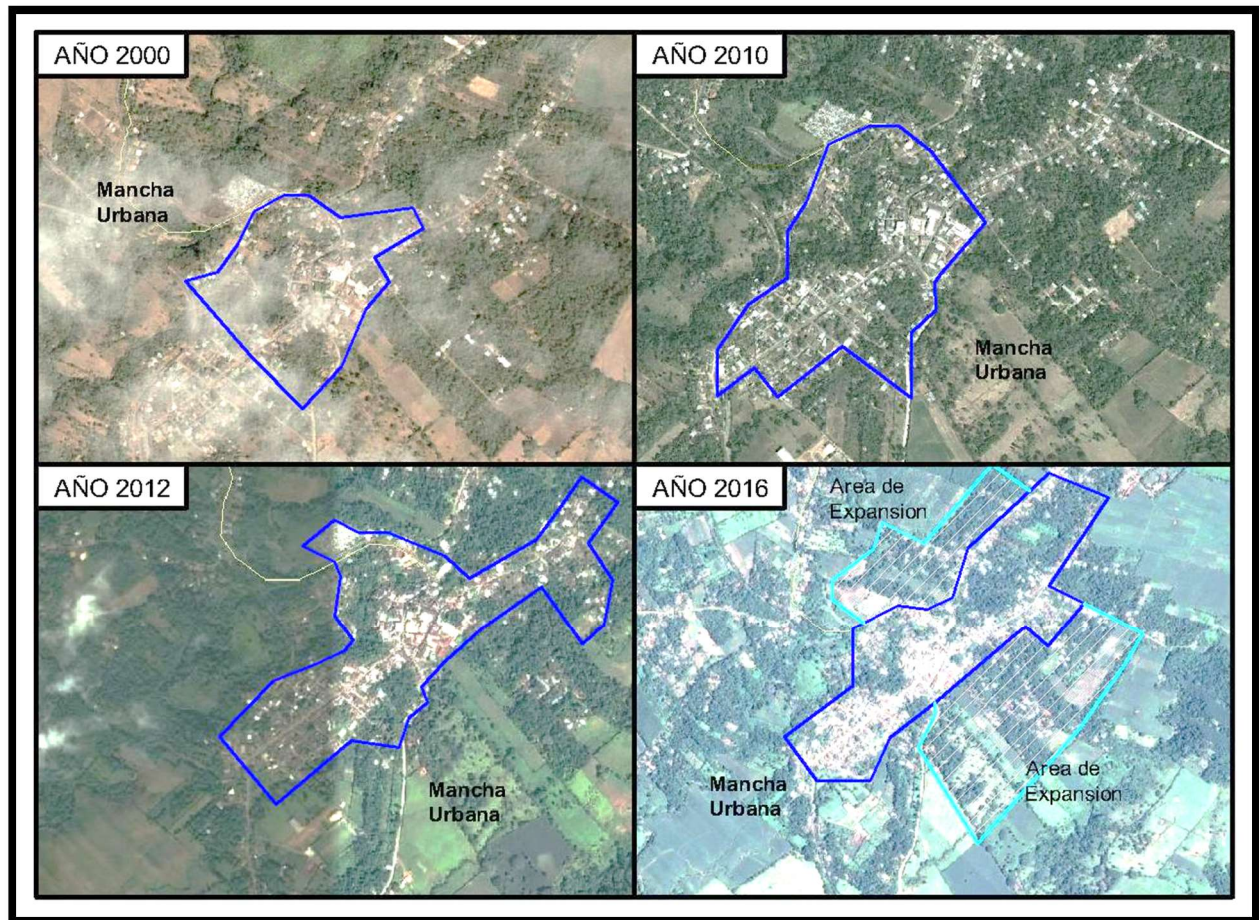 AÑO 2000
Mancha
Urbana
AÑO 2010
Mancha
Urbana
AÑO 2012
Mancha
Urbana
AÑO 2016
Area de
Expansion
Mancha
Urbana
Area de
Expansion